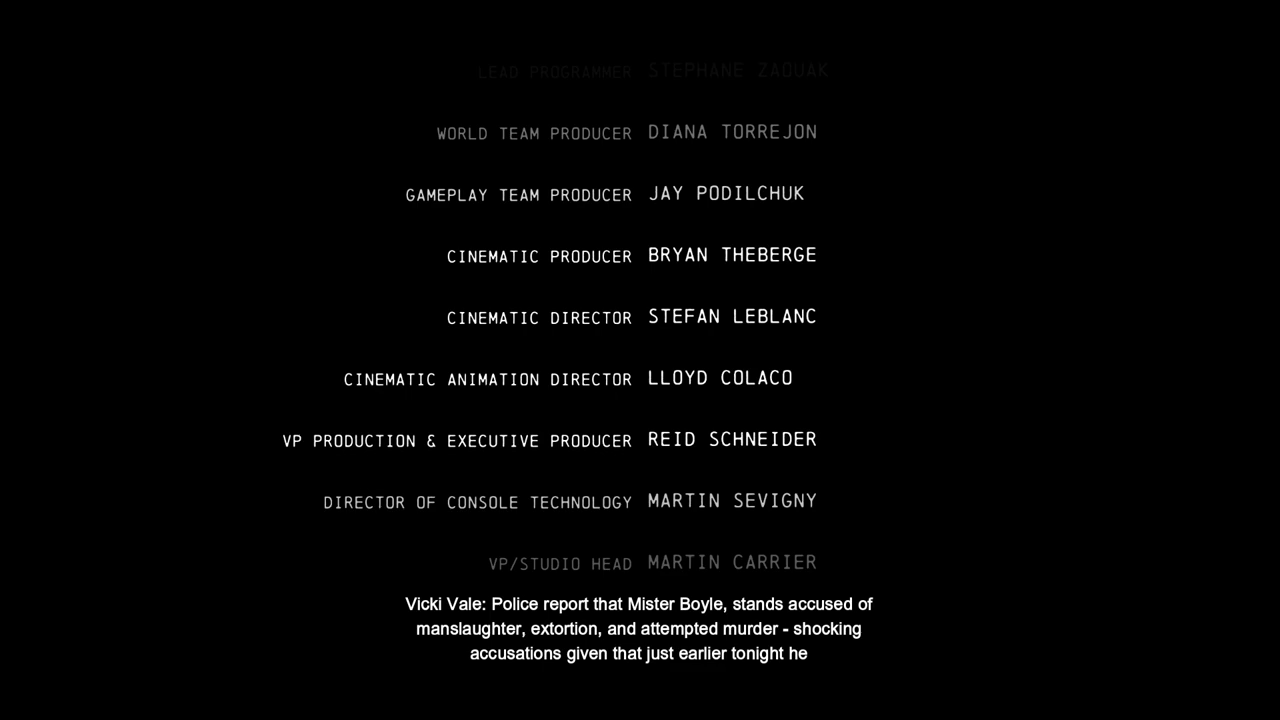 LEAD PROGRAMMER STEPHANE ZAOUAK
WORLD TEAM PRODUCER DIANA TORREJON
GAMEPLAY TEAM PRODUCER JAY PODILCHUK
CINEMATIC PRODUCER BRYAN THEBERGE
CINEMATIC DIRECTOR STEFAN LEBLANC
CINEMATIC ANIMATION DIRECTOR LLOYD COLACO
VP PRODUCTION & EXECUTIVE PRODUCER REID SCHNEIDER
DIRECTOR OF CONSOLE TECHNOLOGY MARTIN SEVIGNY
VP/STUDIO HEAD MARTIN CARRIER
Vicki Vale: Police report that Mister Boyle, stands accused of
manslaughter, extortion, and attempted murder - shocking
accusations given that just earlier tonight he